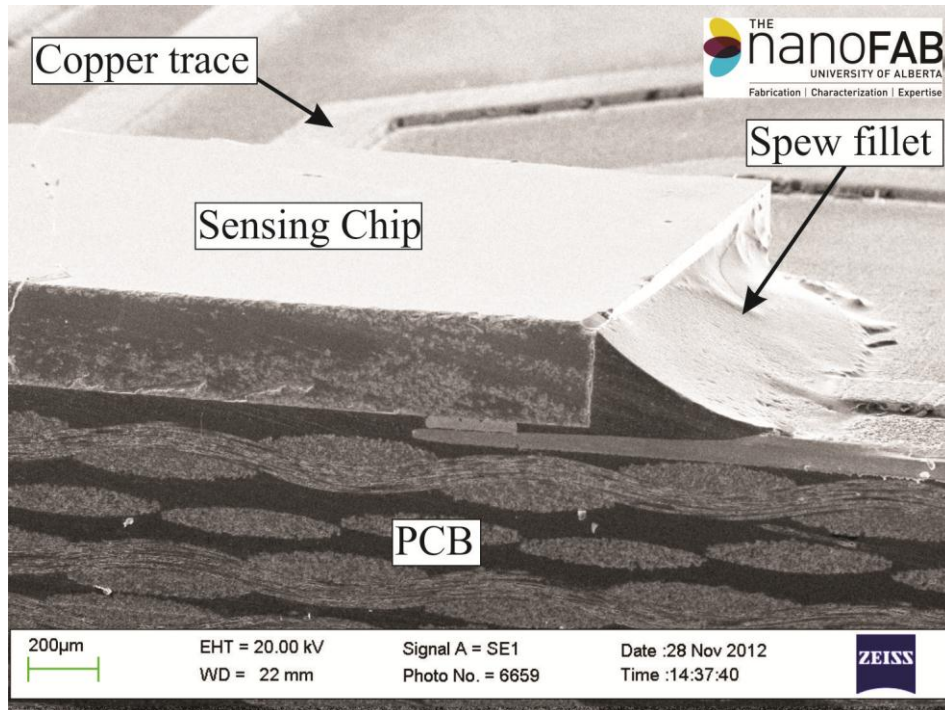 Copper trace
THE
nanoFAB
UNIVERSITY OF ALBERTA
Fabrication | Characterization | Expertise
Spew fillet
Sensing Chip
PCB
200µm
EHT = 20.00 kV
WD = 22 mm
Signal A = SE1
Photo No. = 6659
Date :28 Nov 2012
Time :14:37:40
ZEISS